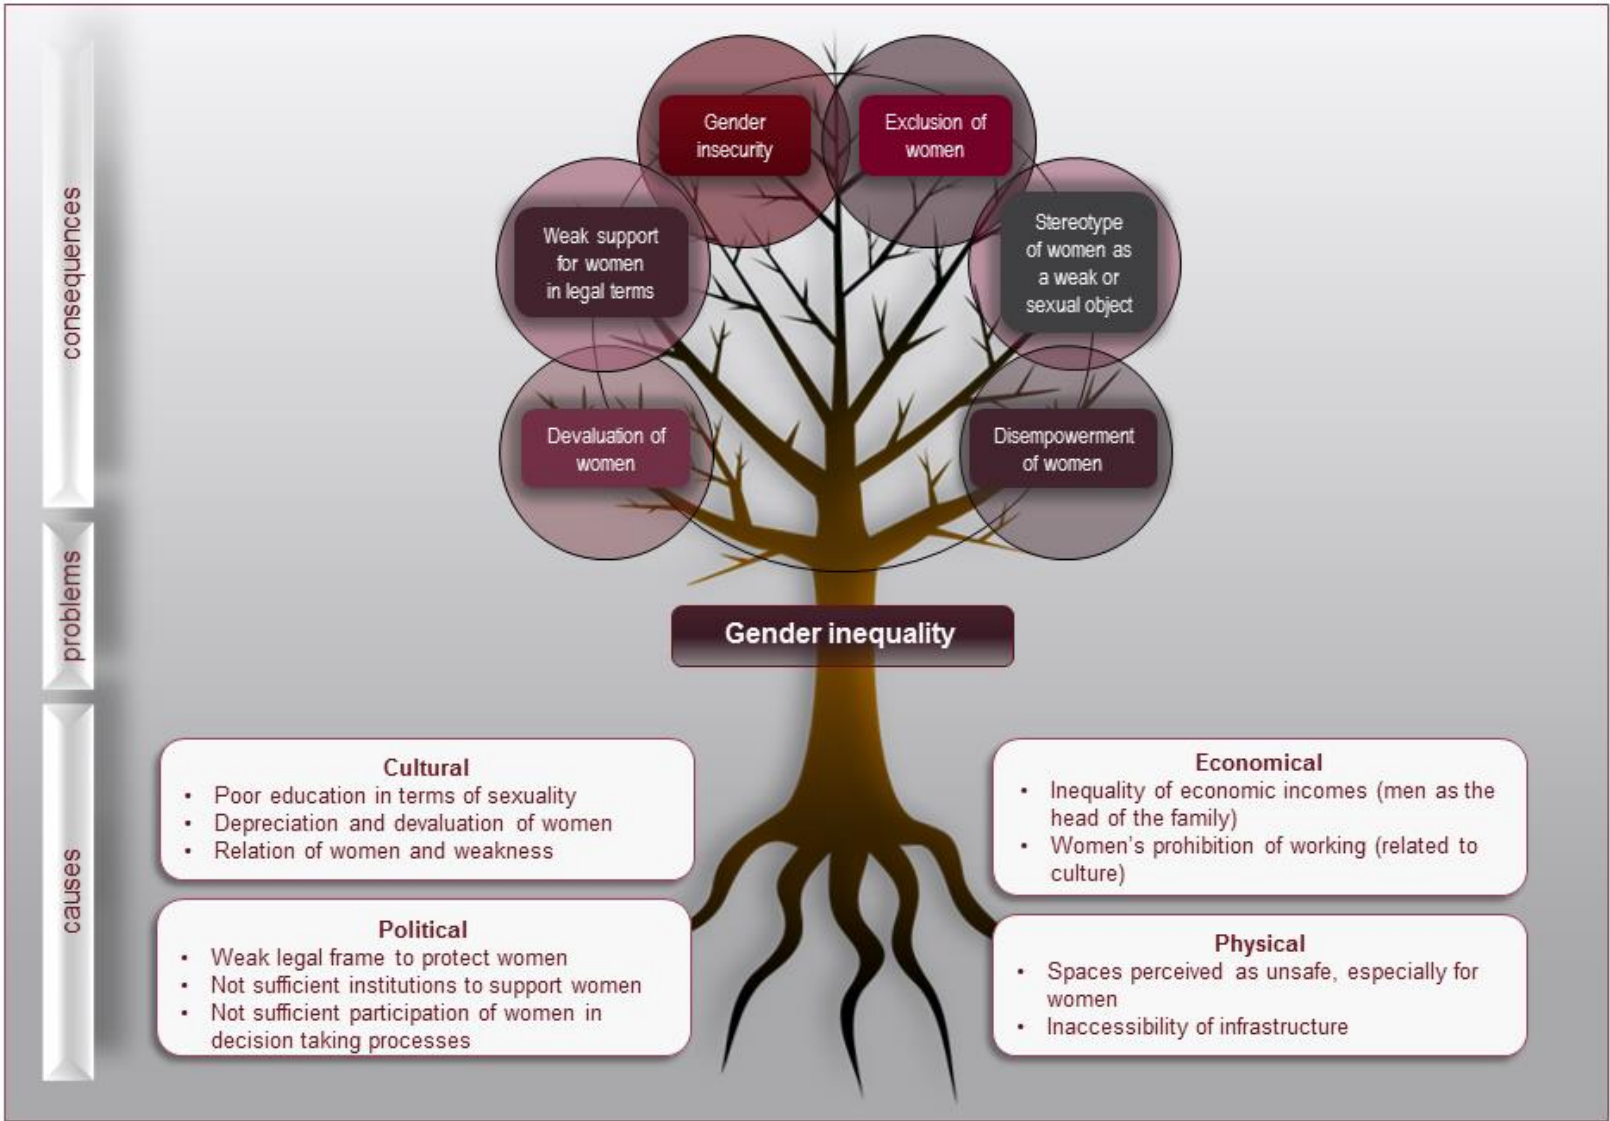 consequences
Gender
insecurity
Exclusion of
women
Weak support
for women
in legal terms
Stereotype
of women as
a weak or
sexual object
Devaluation of
women
Disempowerment
of women
problems
Gender inequality
causes
Cultural
• Poor education in terms of sexuality
• Depreciation and devaluation of women
• Relation of women and weakness
Economical
• Inequality of economic incomes (men as the
head of the family)
• Women's prohibition of working (related to
culture)
Political
• Weak legal frame to protect women
• Not sufficient institutions to support women
• Not sufficient participation of women in
decision taking processes
Physical
• Spaces perceived as unsafe, especially for
women
• Inaccessibility of infrastructure